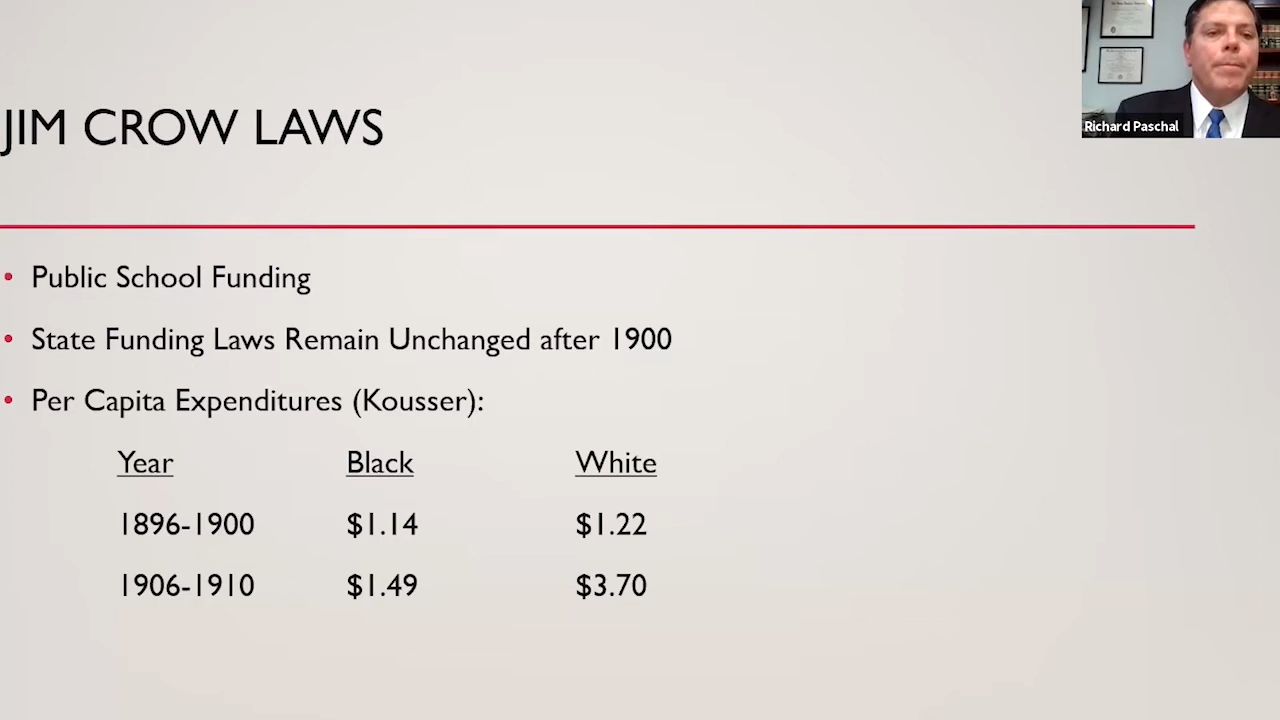 JIM CROW LAWS
Richard Paschal
• Public School Funding
• State Funding Laws Remain Unchanged after 1900
• Per Capita Expenditures (Kousser):
Year Black White
1896-1900 $1.14 $1.22
1906-1910 $1.49 $3.70